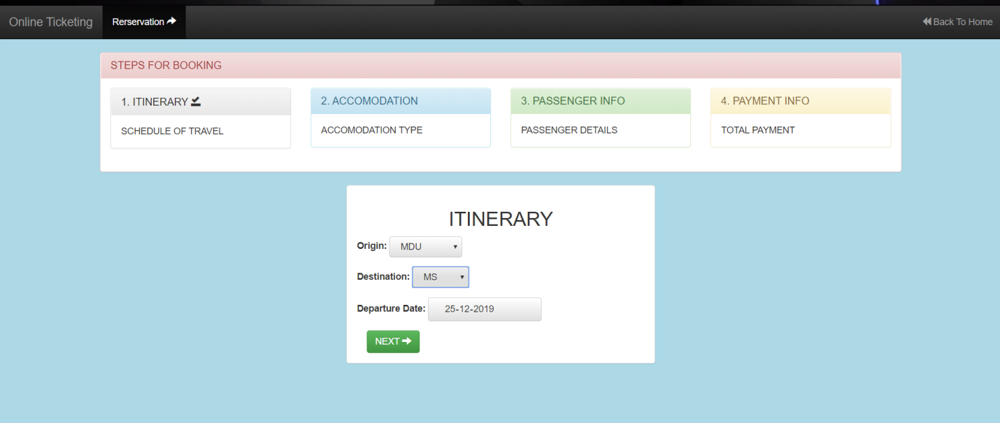 Online Ticketing Rerservation Back To Home
STEPS FOR BOOKING
1. ITINERARY 2. ACCOMODATION 3. PASSENGER INFO 4. PAYMENT INFO
SCHEDULE OF TRAVEL ACCOMODATION TYPE PASSENGER DETAILS TOTAL PAYMENT
ITINERARY
Origin: MDU
Destination: MS
Departure Date: 25-12-2019
NEXT